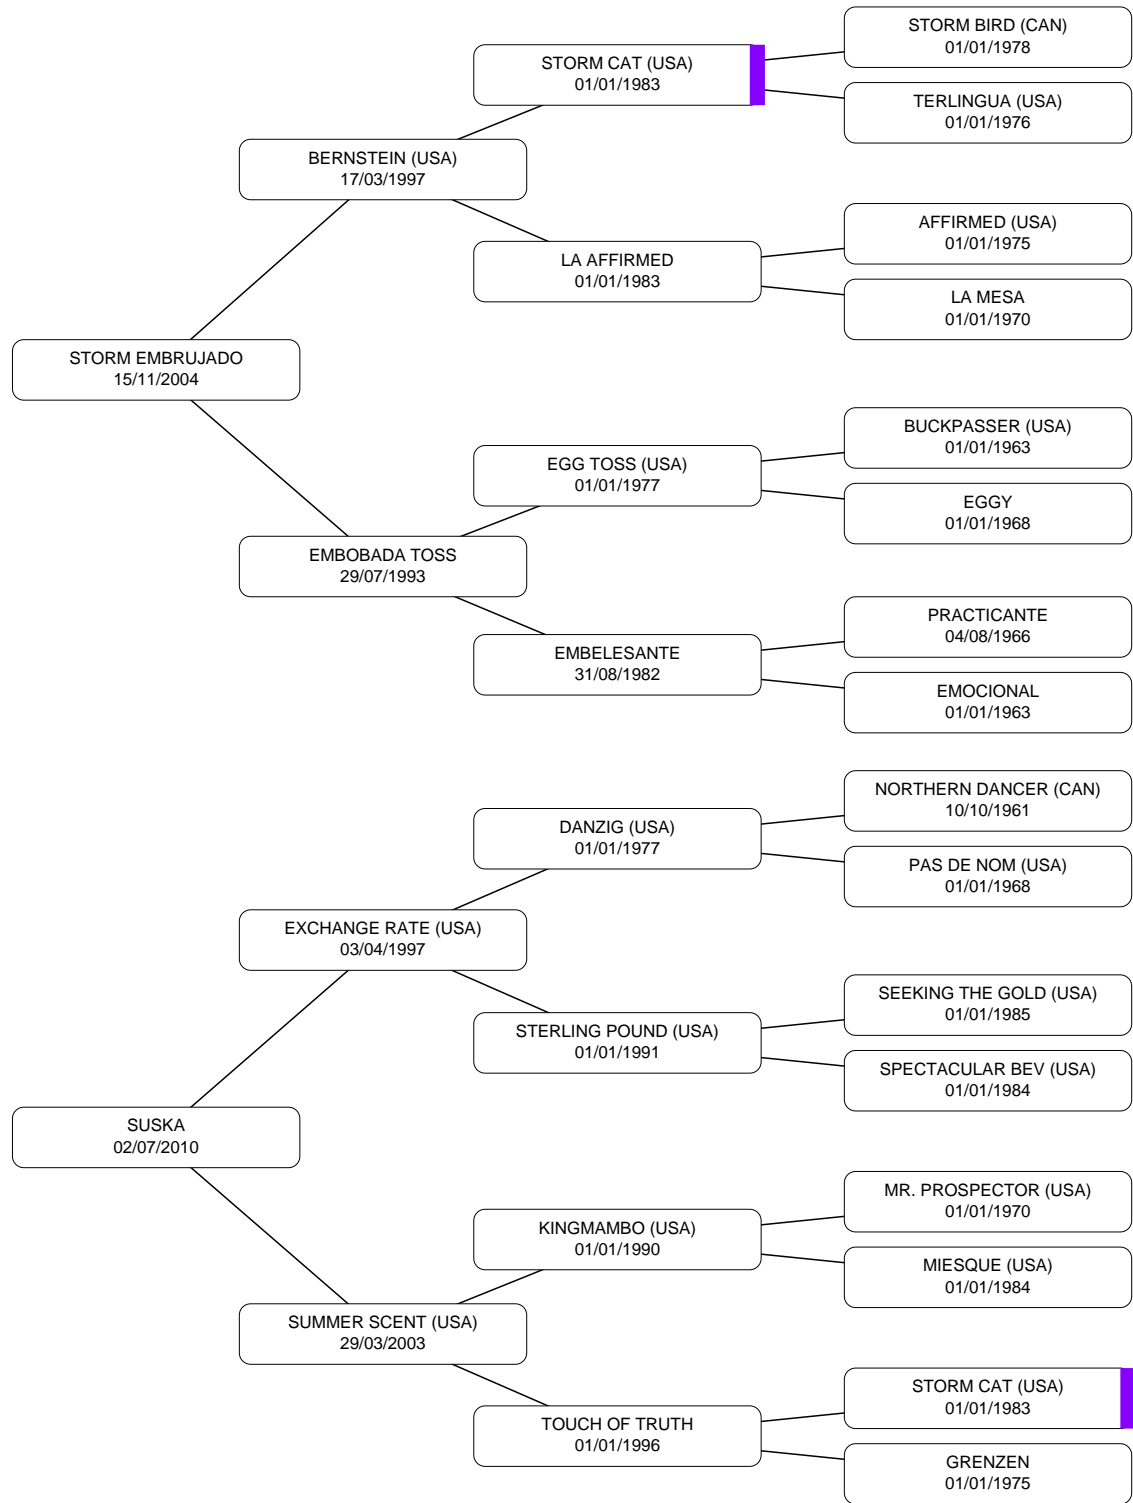 STORM BIRD (CAN)
01/01/1978
STORM CAT (USA)
01/01/1983
TERLINGUA (USA)
01/01/1976
BERNSTEIN (USA)
17/03/1997
AFFIRMED (USA)
01/01/1975
LA AFFIRMED
01/01/1983
LA MESA
01/01/1970
STORM EMBRUJADO
15/11/2004
BUCKPASSER (USA)
01/01/1963
EGG TOSS (USA)
01/01/1977
EGGY
01/01/1968
EMBOBADA TOSS
29/07/1993
PRACTICANTE
04/08/1966
EMBELESANTE
31/08/1982
EMOCIONAL
01/01/1963
NORTHERN DANCER (CAN)
10/10/1961
DANZIG (USA)
01/01/1977
PAS DE NOM (USA)
01/01/1968
EXCHANGE RATE (USA)
03/04/1997
SEEKING THE GOLD (USA)
01/01/1985
STERLING POUND (USA)
01/01/1991
SPECTACULAR BEV (USA)
01/01/1984
SUSKA
02/07/2010
MR. PROSPECTOR (USA)
01/01/1970
KINGMAMBO (USA)
01/01/1990
MIESQUE (USA)
01/01/1984
SUMMER SCENT (USA)
29/03/2003
STORM CAT (USA)
01/01/1983
TOUCH OF TRUTH
01/01/1996
GRENZEN
01/01/1975